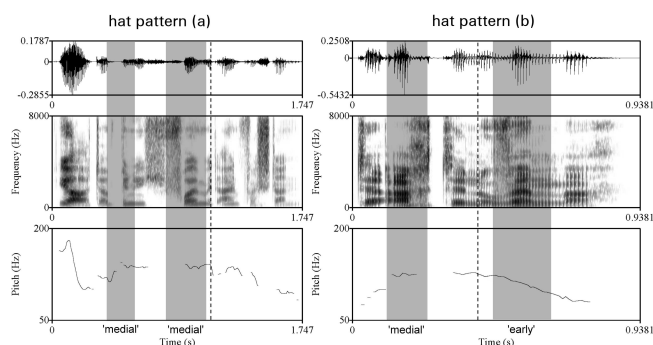 hat pattern (a)
0.1787
0
-0.2855
0
1.747
8000
Frequency (Hz)
0
0
1.747
200
Pitch (Hz)
50
0
'medial'
'medial'
1.747
Time (s)
hat pattern (b)
0.2508
0
-0.5432
0
0.9381
8000
Frequency (Hz)
0
0
0.9381
200
Pitch (Hz)
50
0
'medial'
'early'
0.9381
Time (s)